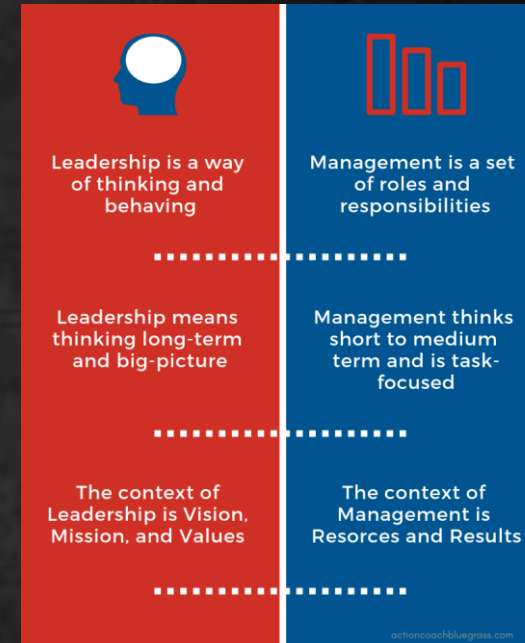 Leadership is a way
of thinking and
behaving
Management is a set
of roles and
responsibilities
Leadership means
thinking long-term
and big-picture
Management thinks
short to medium
term and is task-
focused
The context of
Leadership is Vision,
Mission, and Values
The context of
Management is
Resorces and Results
actioncoachbluegrass.com